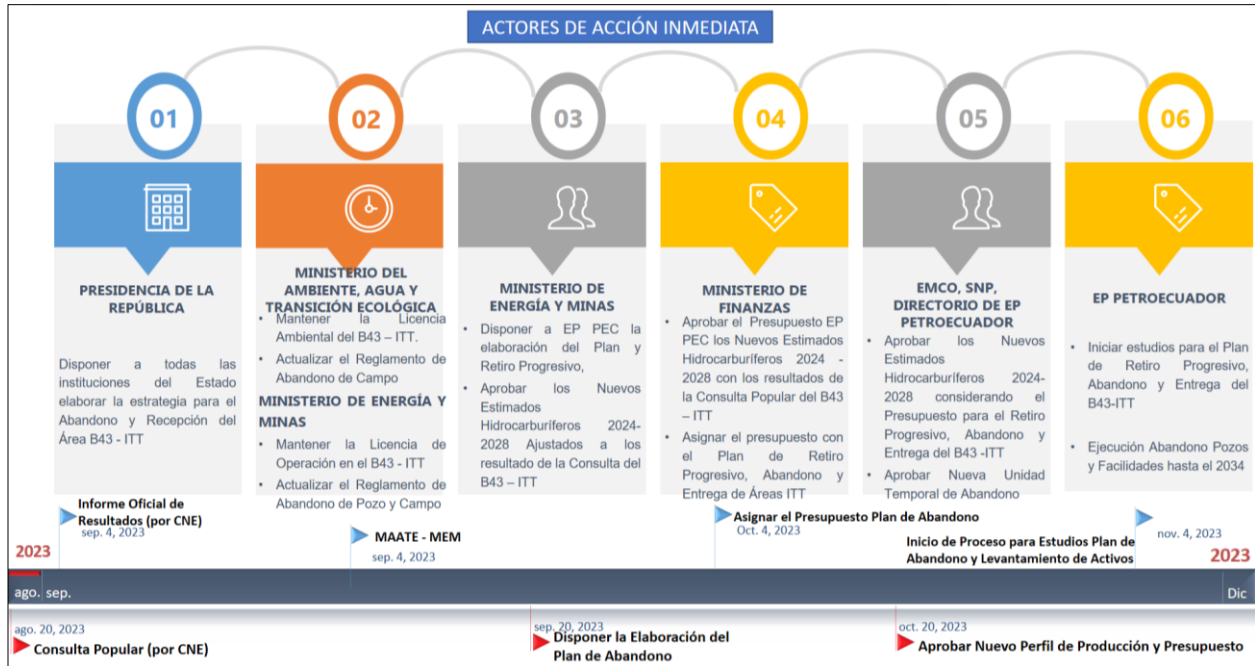 ACTORES DE ACCIÓN INMEDIATA
01
PRESIDENCIA DE LA
REPÚBLICA
Disponer a todas las
instituciones del Estado
elaborar la estrategia para el
Abandono y Recepción del
Área B43 - ITT
02
MINISTERIO DEL
AMBIENTE, AGUA Y
TRANSICIÓN ECOLÓGICA
• Mantener la Licencia
Ambiental del B43 – ITT.
• Actualizar el Reglamento de
Abandono de Campo
MINISTERIO DE ENERGÍA Y
MINAS
• Mantener la Licencia de
Operación en el B43 - ITT
• Actualizar el Reglamento de
Abandono de Pozo y Campo
03
MINISTERIO DE
ENERGÍA Y MINAS
• Disponer a EP PEC la
elaboración del Plan y
Retiro Progresivo,
• Aprobar los Nuevos
Estimados
Hidrocarburíferos 2024-
2028 Ajustados a los
resultado de la Consulta del
B43 – ITT
04
MINISTERIO DE
FINANZAS
• Aprobar el Presupuesto EP
PEC los Nuevos Estimados
Hidrocarburíferos 2024 -
2028 con los resultados de
la Consulta Popular del B43
– ITT
• Asignar el presupuesto con
el Plan de Retiro
Progresivo, Abandono y
Entrega de Áreas ITT
05
EMCO, SNP,
DIRECTORIO DE EP
PETROECUADOR
• Aprobar los Nuevos
Estimados
Hidrocarburíferos 2024-
2028 considerando el
Presupuesto para el Retiro
Progresivo, Abandono y
Entrega del B43 -ITT
• Aprobar Nueva Unidad
Temporal de Abandono
06
EP PETROECUADOR
• Iniciar estudios para el Plan
de Retiro Progresivo,
Abandono y Entrega del
B43-ITT
• Ejecución Abandono Pozos
y Facilidades hasta el 2034
Informe Oficial de
Resultados (por CNE)
sep. 4, 2023
MAATE - MEM
sep. 4, 2023
Asignar el Presupuesto Plan de Abandono
Oct. 4, 2023
Inicio de Proceso para Estudios Plan de
Abandono y Levantamiento de Activos
nov. 4, 2023
2023
2023
ago. sep.
Dic
ago. 20, 2023
Consulta Popular (por CNE)
sep. 20, 2023
Disponer la Elaboración del
Plan de Abandono
oct. 20, 2023
Aprobar Nuevo Perfil de Producción y Presupuesto